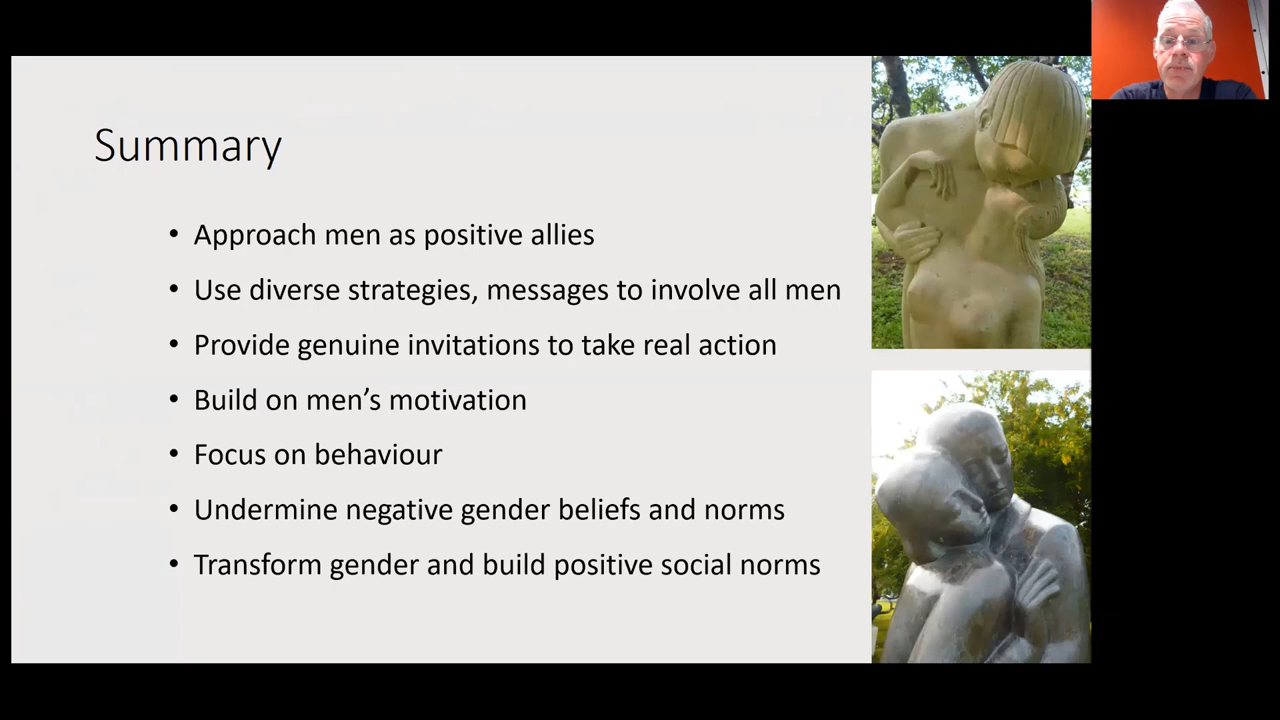 Summary
• Approach men as positive allies
• Use diverse strategies, messages to involve all men
• Provide genuine invitations to take real action
• Build on men’s motivation
• Focus on behaviour
• Undermine negative gender beliefs and norms
• Transform gender and build positive social norms